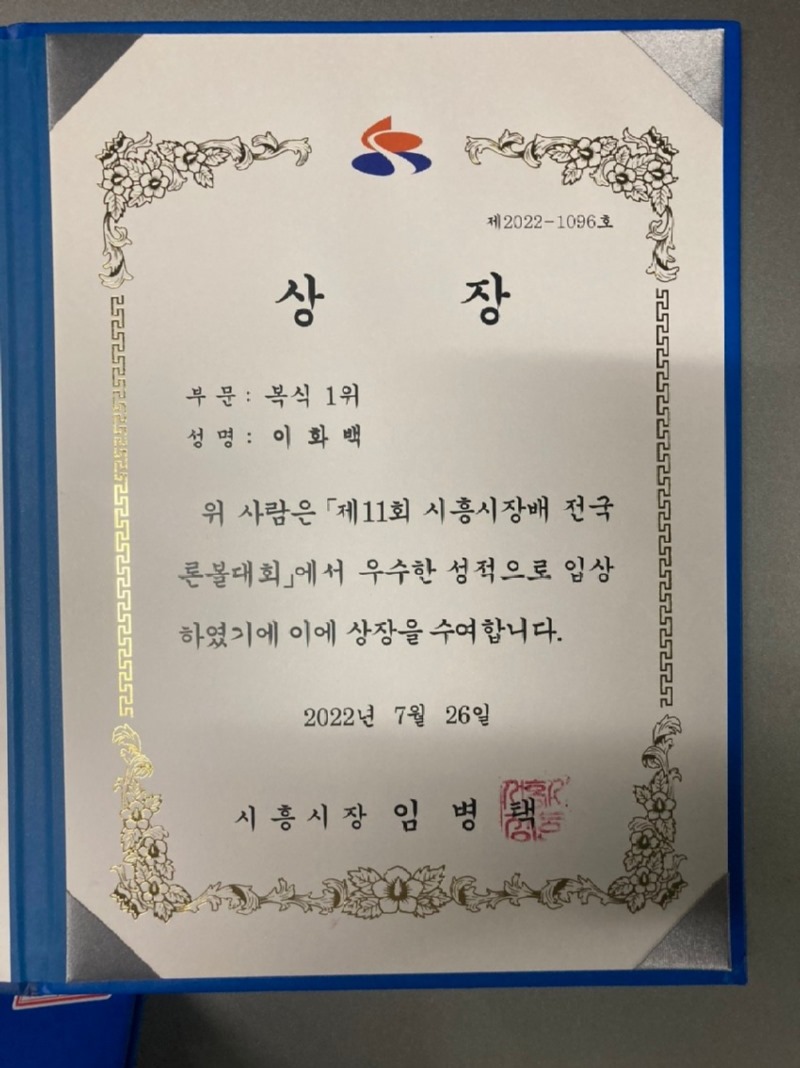 제2022-1096호
상 장
부 문 : 복식 1위
성 명 : 이 화 백
위 사람은 「제11회 시흥시장배 전국
론볼대회」에서 우수한 성적으로 입상
하였기에 이에 상장을 수여합니다.
2022년 7월 26일
시 흥 시 장 임 병 택